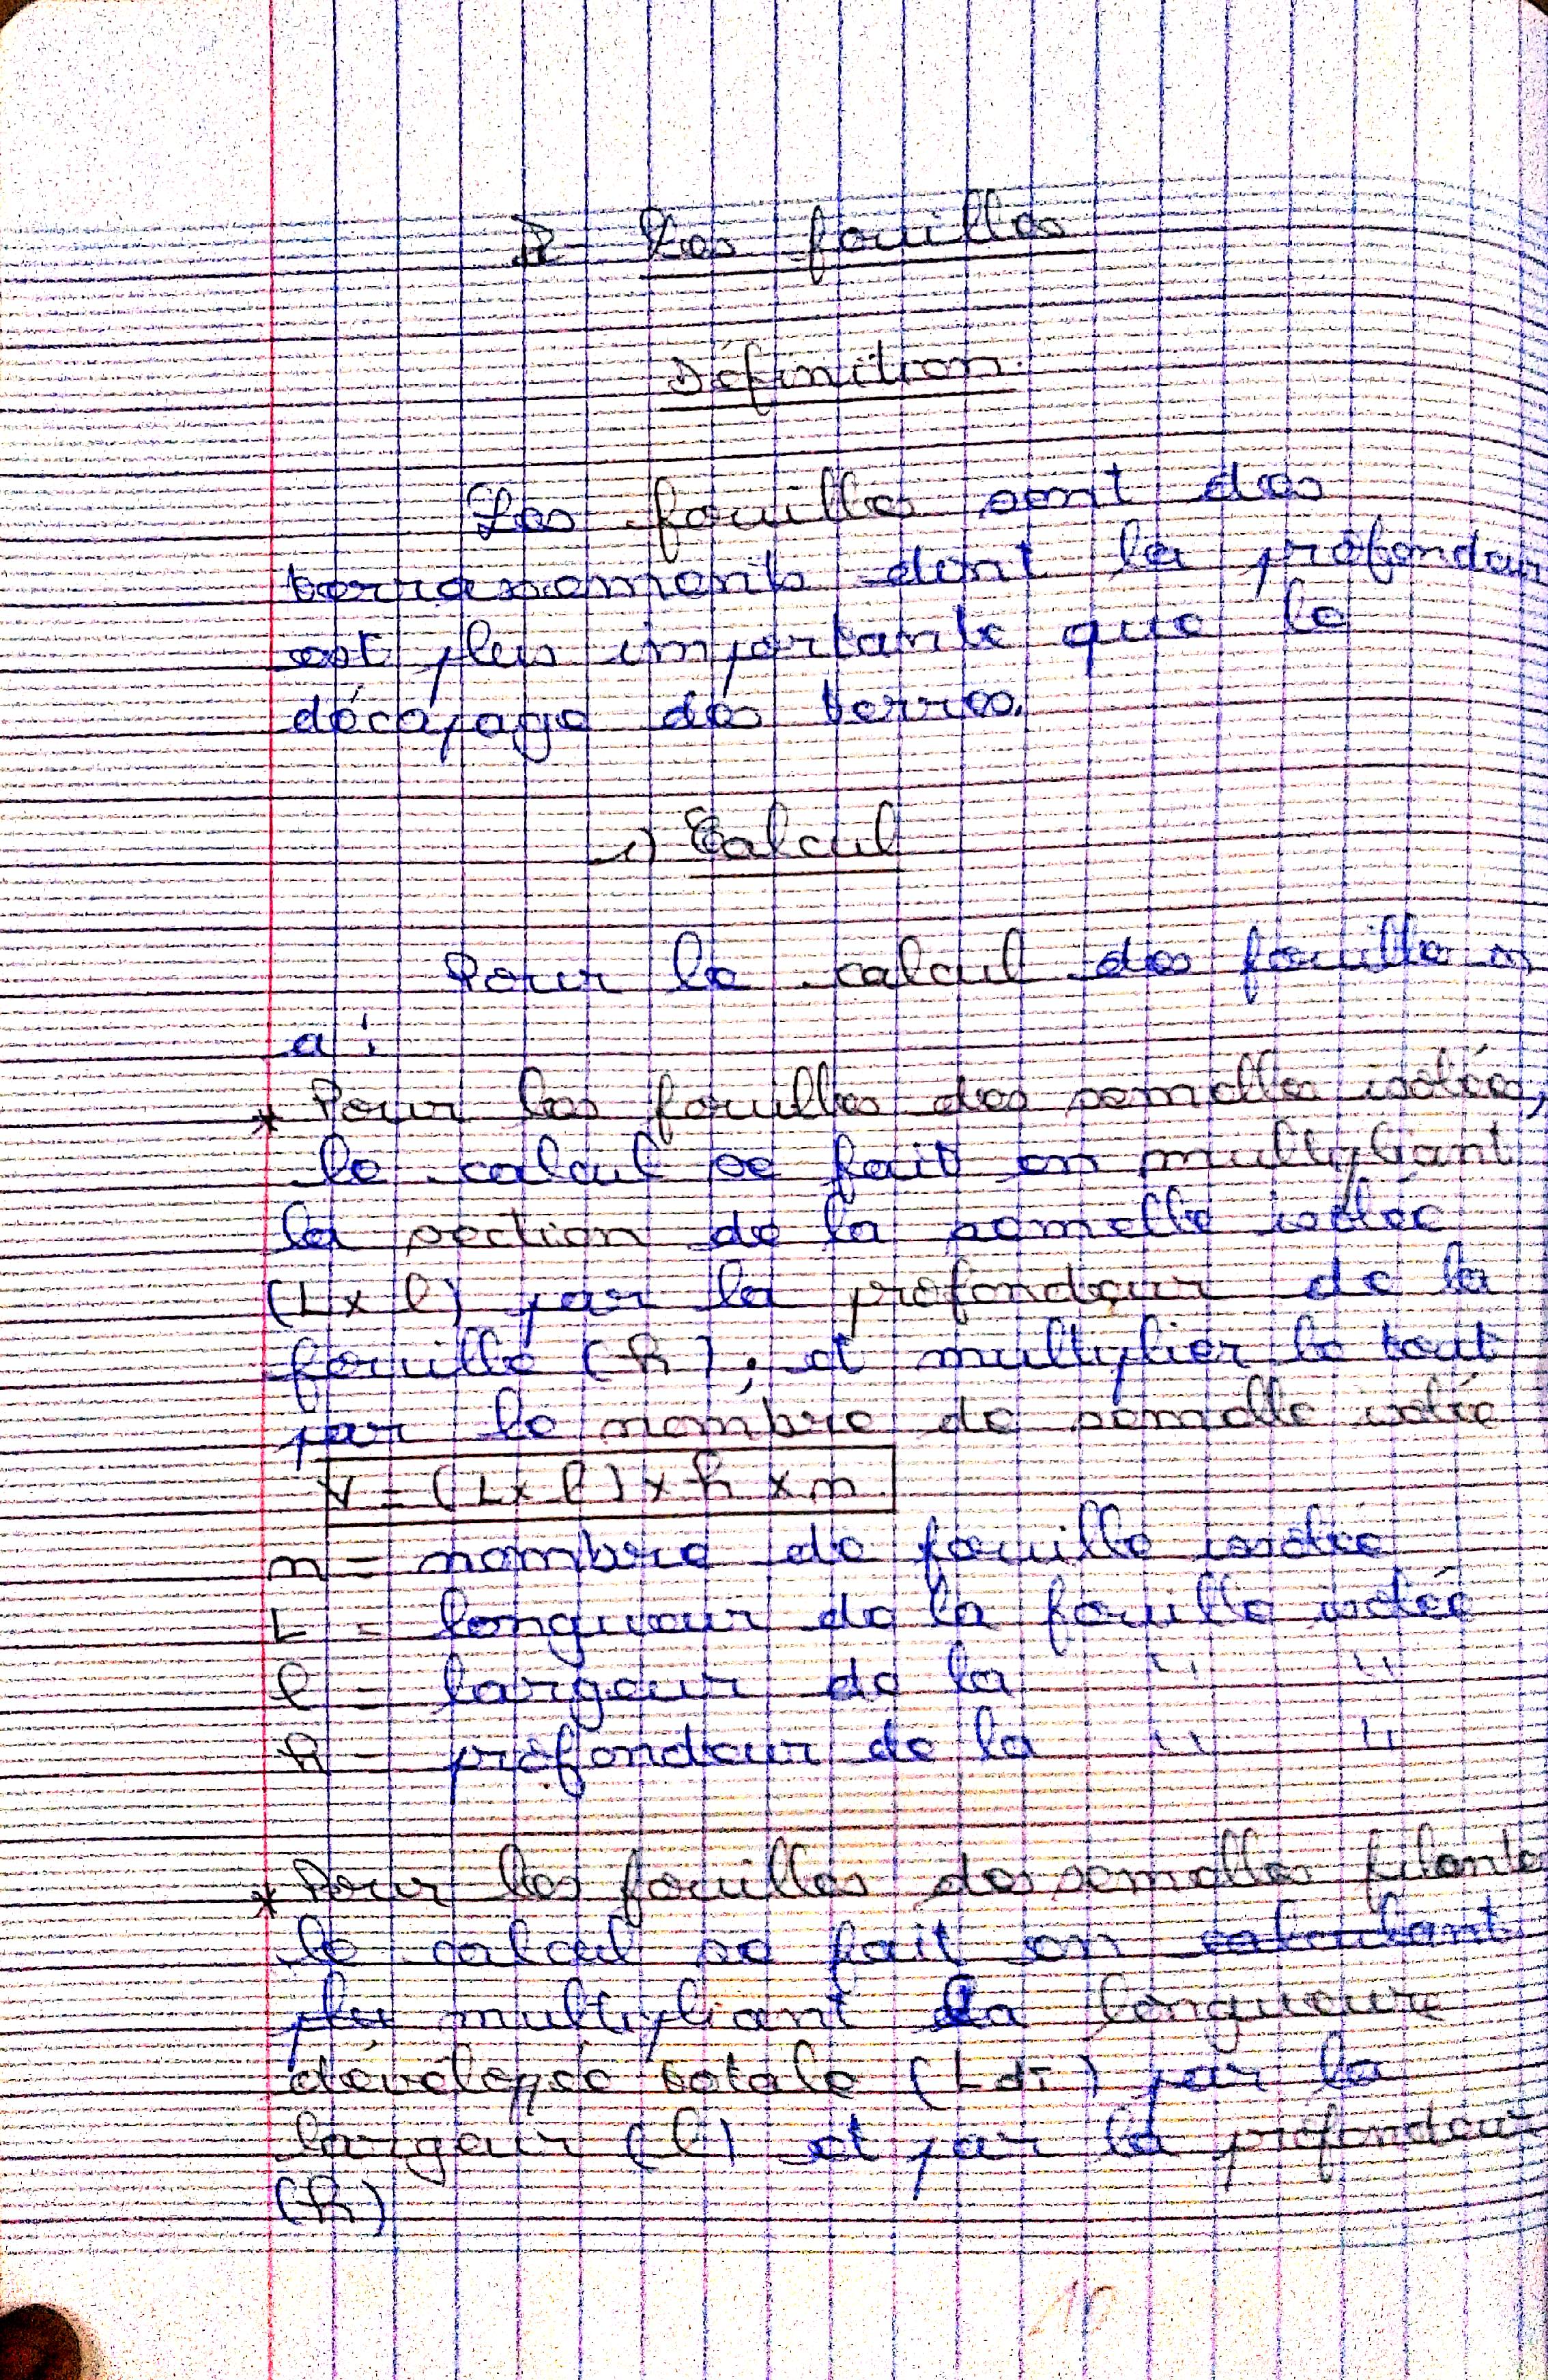 2- Les fouilles
Définition.
Les fouilles sont des
terrassements dont la profondeur
est plus importante que le
décapage des terres.
1) Calcul
Pour le calcul des fouille on
a :
* Pour les fouilles des semelles isolées,
le calcul se fait en multipliant
la section de la semelle isolée
(L x l) par la profondeur de la
fouille (h) ; et multiplier le tout
par le nombre de semelle isolée
V = (L x l) x h x n
n = nombre de fouille isolée
L = longueur de la fouille isolée
l = largeur de la " "
h = profondeur de la " "
* Pour les fouilles des semelles filante
le calcul se fait en calculant
multipliant la longueure
dévéloppée totale (LdT) par la
largeur (l) et par la profondeur
(h)
10